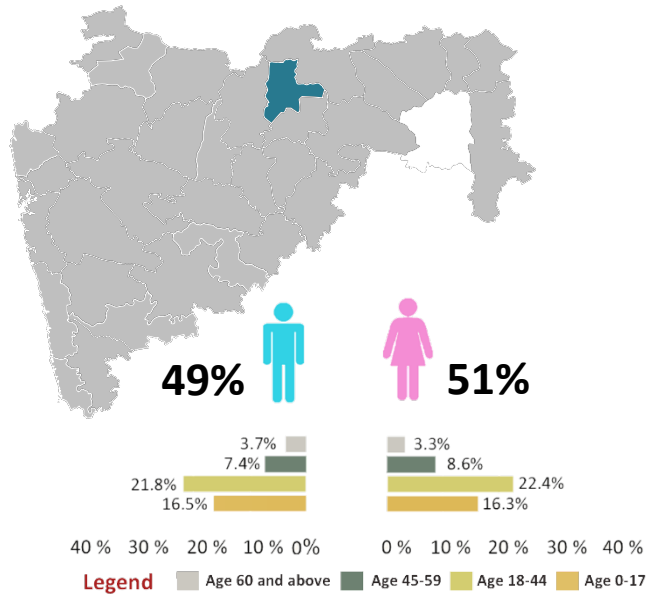 49% 51%
3.7% 3.3%
7.4% 8.6%
21.8% 22.4%
16.5% 16.3%
40 % 30 % 20 % 10 % 0% 0 % 10 % 20 % 30 % 40 %
Legend Age 60 and above Age 45-59 Age 18-44 Age 0-17